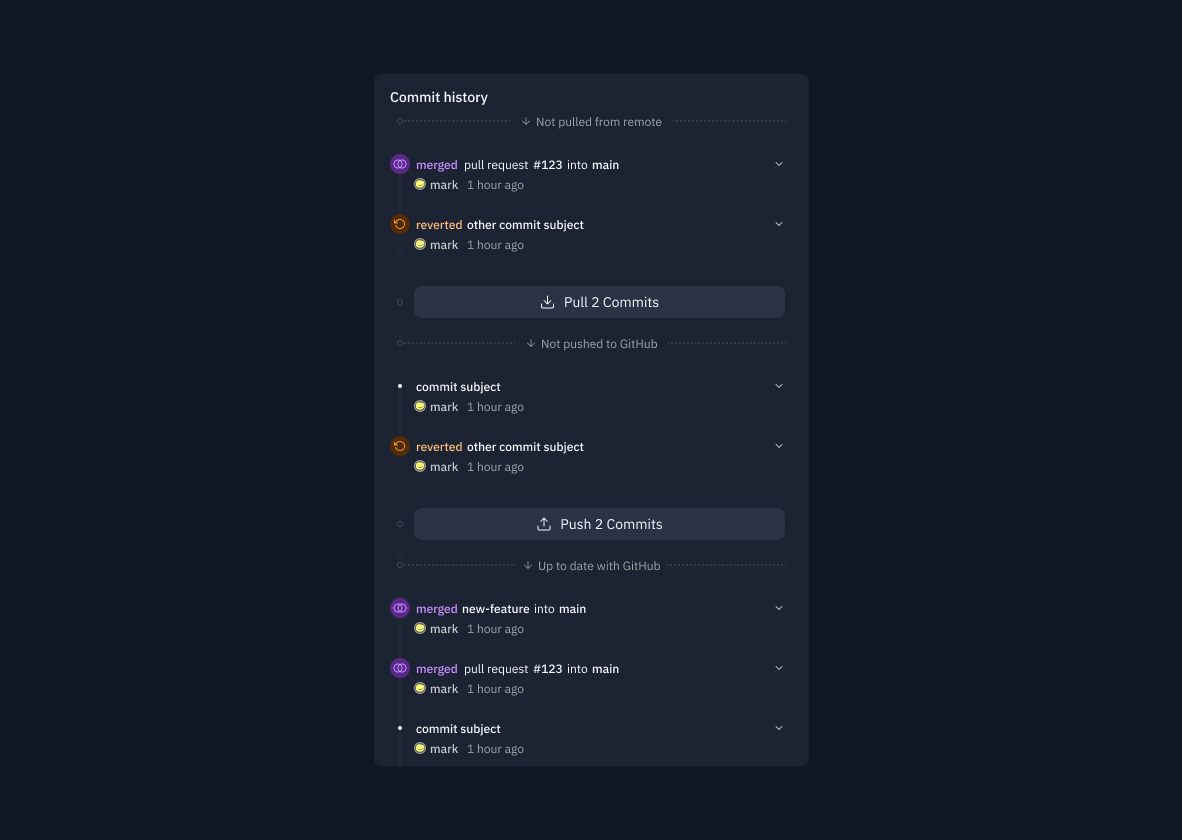 Commit history
↓ Not pulled from remote
merged pull request #123 into main
mark 1 hour ago
reverted other commit subject
mark 1 hour ago
Pull 2 Commits
↓ Not pushed to GitHub
commit subject
mark 1 hour ago
reverted other commit subject
mark 1 hour ago
Push 2 Commits
↓ Up to date with GitHub
merged new-feature into main
mark 1 hour ago
merged pull request #123 into main
mark 1 hour ago
commit subject
mark 1 hour ago